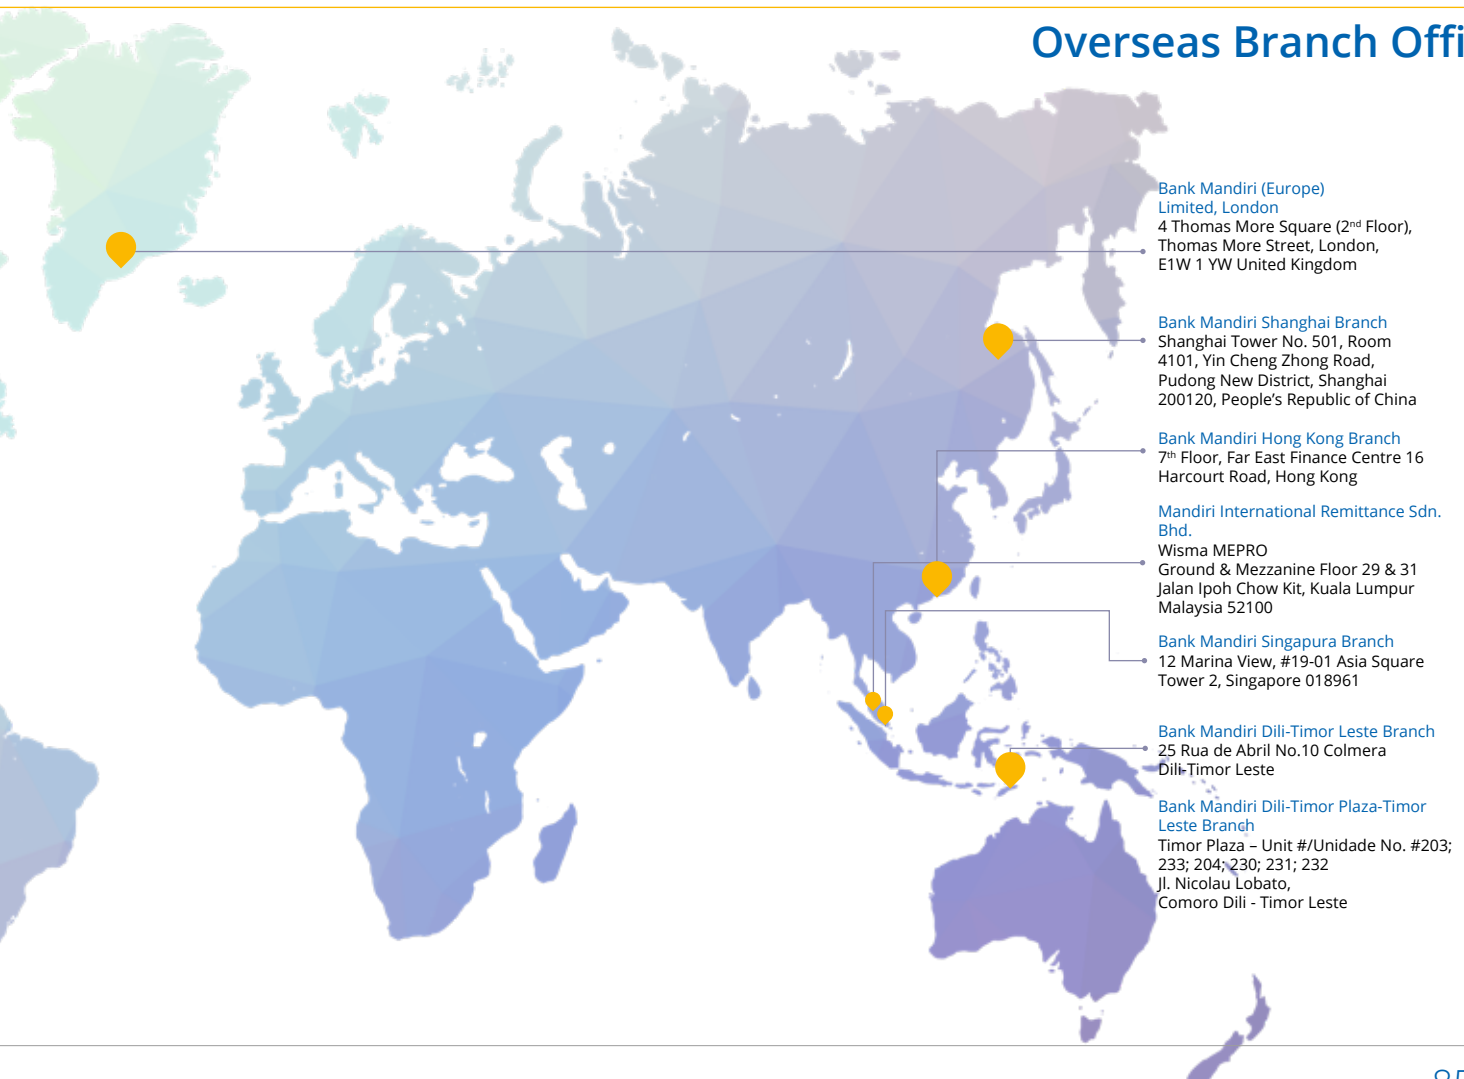 Overseas Branch Offi
Bank Mandiri (Europe)
Limited, London
4 Thomas More Square (2nd Floor),
Thomas More Street, London,
E1W 1 YW United Kingdom
Bank Mandiri Shanghai Branch
Shanghai Tower No. 501, Room
4101, Yin Cheng Zhong Road,
Pudong New District, Shanghai
200120, People’s Republic of China
Bank Mandiri Hong Kong Branch
7th Floor, Far East Finance Centre 16
Harcourt Road, Hong Kong
Mandiri International Remittance Sdn.
Bhd.
Wisma MEPRO
Ground & Mezzanine Floor 29 & 31
Jalan Ipoh Chow Kit, Kuala Lumpur
Malaysia 52100
Bank Mandiri Singapura Branch
12 Marina View, #19-01 Asia Square
Tower 2, Singapore 018961
Bank Mandiri Dili-Timor Leste Branch
25 Rua de Abril No.10 Colmera
Dili-Timor Leste
Bank Mandiri Dili-Timor Plaza-Timor
Leste Branch
Timor Plaza – Unit #/Unidade No. #203;
233; 204; 230; 231; 232
Jl. Nicolau Lobato,
Comoro Dili - Timor Leste